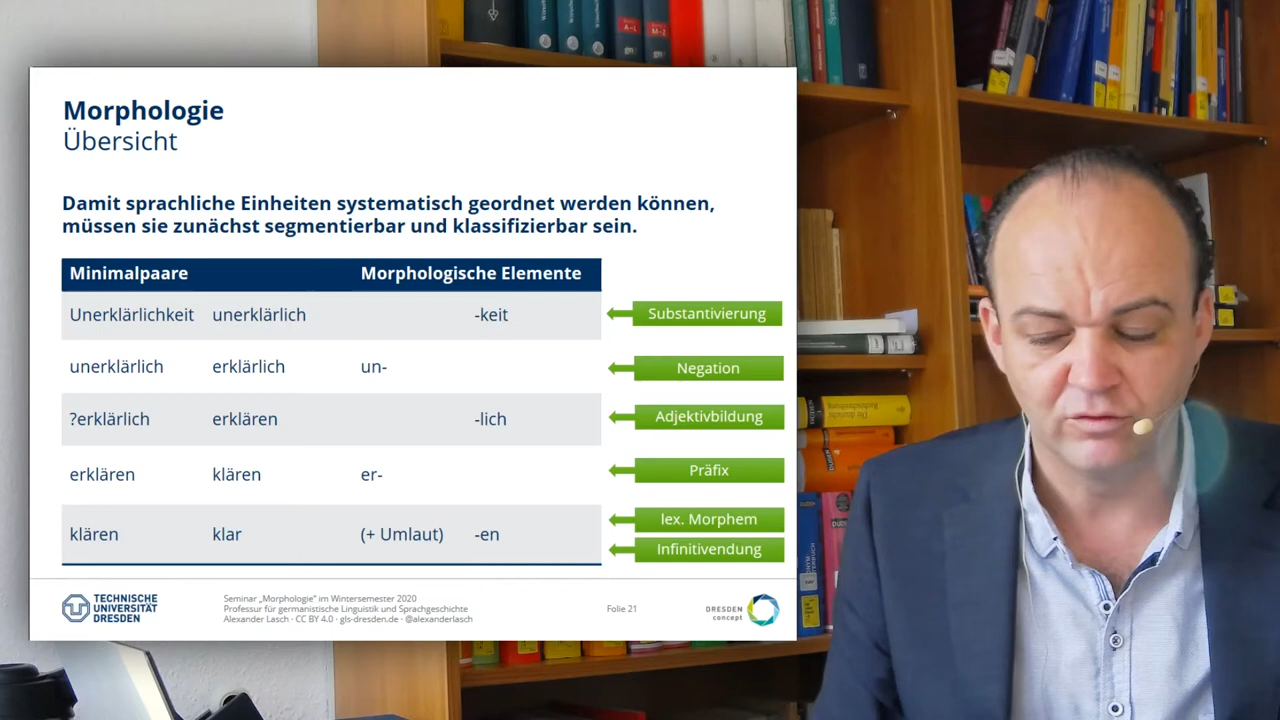 Morphologie
Übersicht
Damit sprachliche Einheiten systematisch geordnet werden können,
müssen sie zunächst segmentierbar und klassifizierbar sein.
Minimalpaare Morphologische Elemente
Unerklärlichkeit unerklärlich -keit Substantivierung
unerklärlich erklärlich un- Negation
?erklärlich erklären -lich Adjektivbildung
erklären klären er- Präfix
klären klar (+ Umlaut) -en lex. Morphem
Infinitivendung
TECHNISCHE
UNIVERSITÄT
DRESDEN
Seminar „Morphologie" im Wintersemester 2020
Professur für germanistische Linguistik und Sprachgeschichte
Alexander Lasch · CC BY 4.0 · gls-dresden.de · @alexanderlasch
Folie 21
DRESDEN
concept
A-L
M-Z